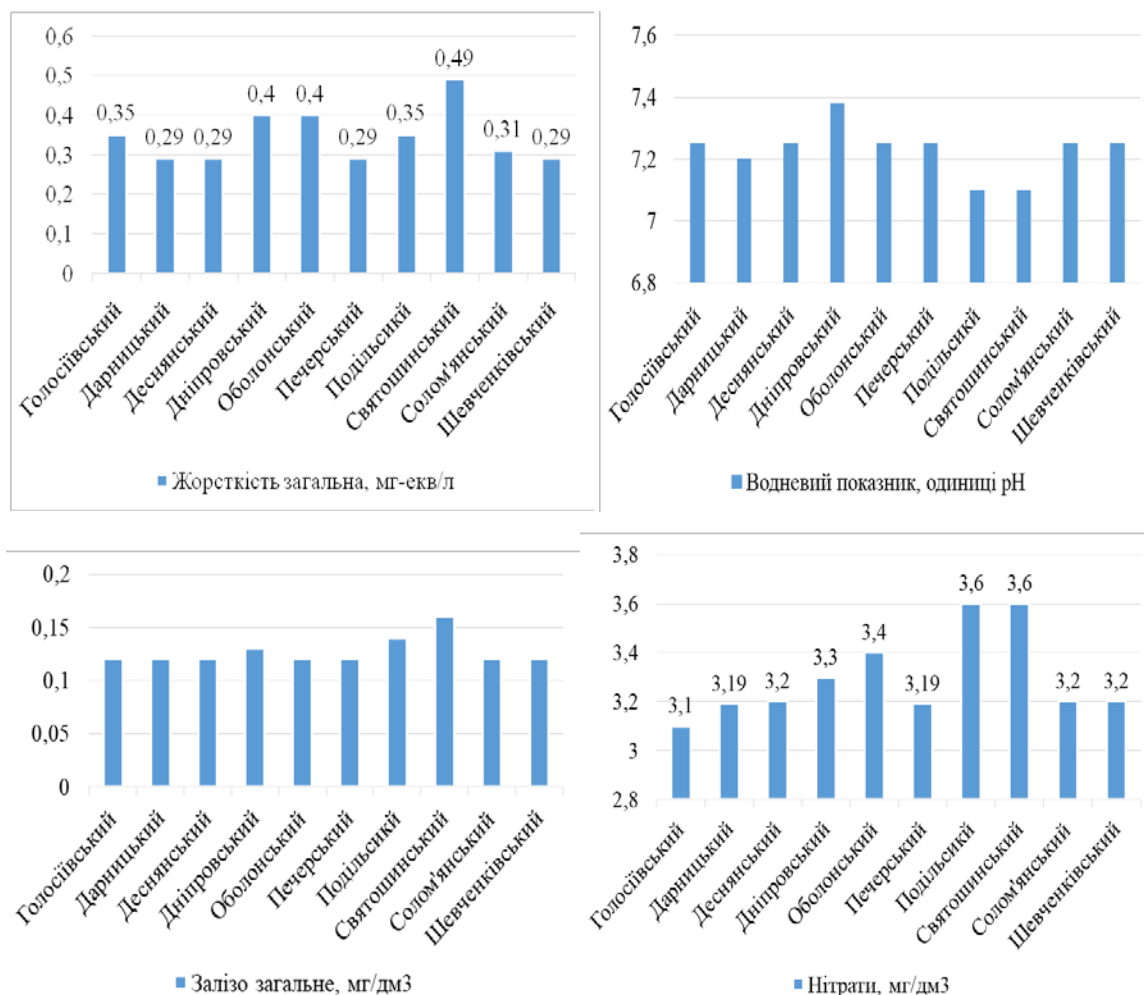 0,6
0,5
0,4
0,3
0,2
0,1
0
0,35
0,29
0,29
0,4
0,4
0,29
0,35
0,49
0,31
0,29
Голосіївський
Дарницький
Деснянський
Дніпровський
Оболонський
Печерський
Подільсикй
Святошинський
Солом'янський
Шевченківський
Жорсткість загальна, мг-екв/л
7,6
7,4
7,2
7
6,8
Голосіївський
Дарницький
Деснянський
Дніпровський
Оболонський
Печерський
Подільсикй
Святошинський
Солом'янський
Шевченківський
Водневий показник, одиниці рН
0,2
0,15
0,1
0,05
0
Голосіївський
Дарницький
Деснянський
Дніпровський
Оболонський
Печерський
Подільсикй
Святошинський
Солом'янський
Шевченківський
Залізо загальне, мг/дм3
3,8
3,6
3,4
3,2
3
2,8
3,1
3,19
3,2
3,3
3,4
3,19
3,6
3,6
3,2
3,2
Голосіївський
Дарницький
Деснянський
Дніпровський
Оболонський
Печерський
Подільсикй
Святошинський
Солом'янський
Шевченківський
Нітрати, мг/дм3